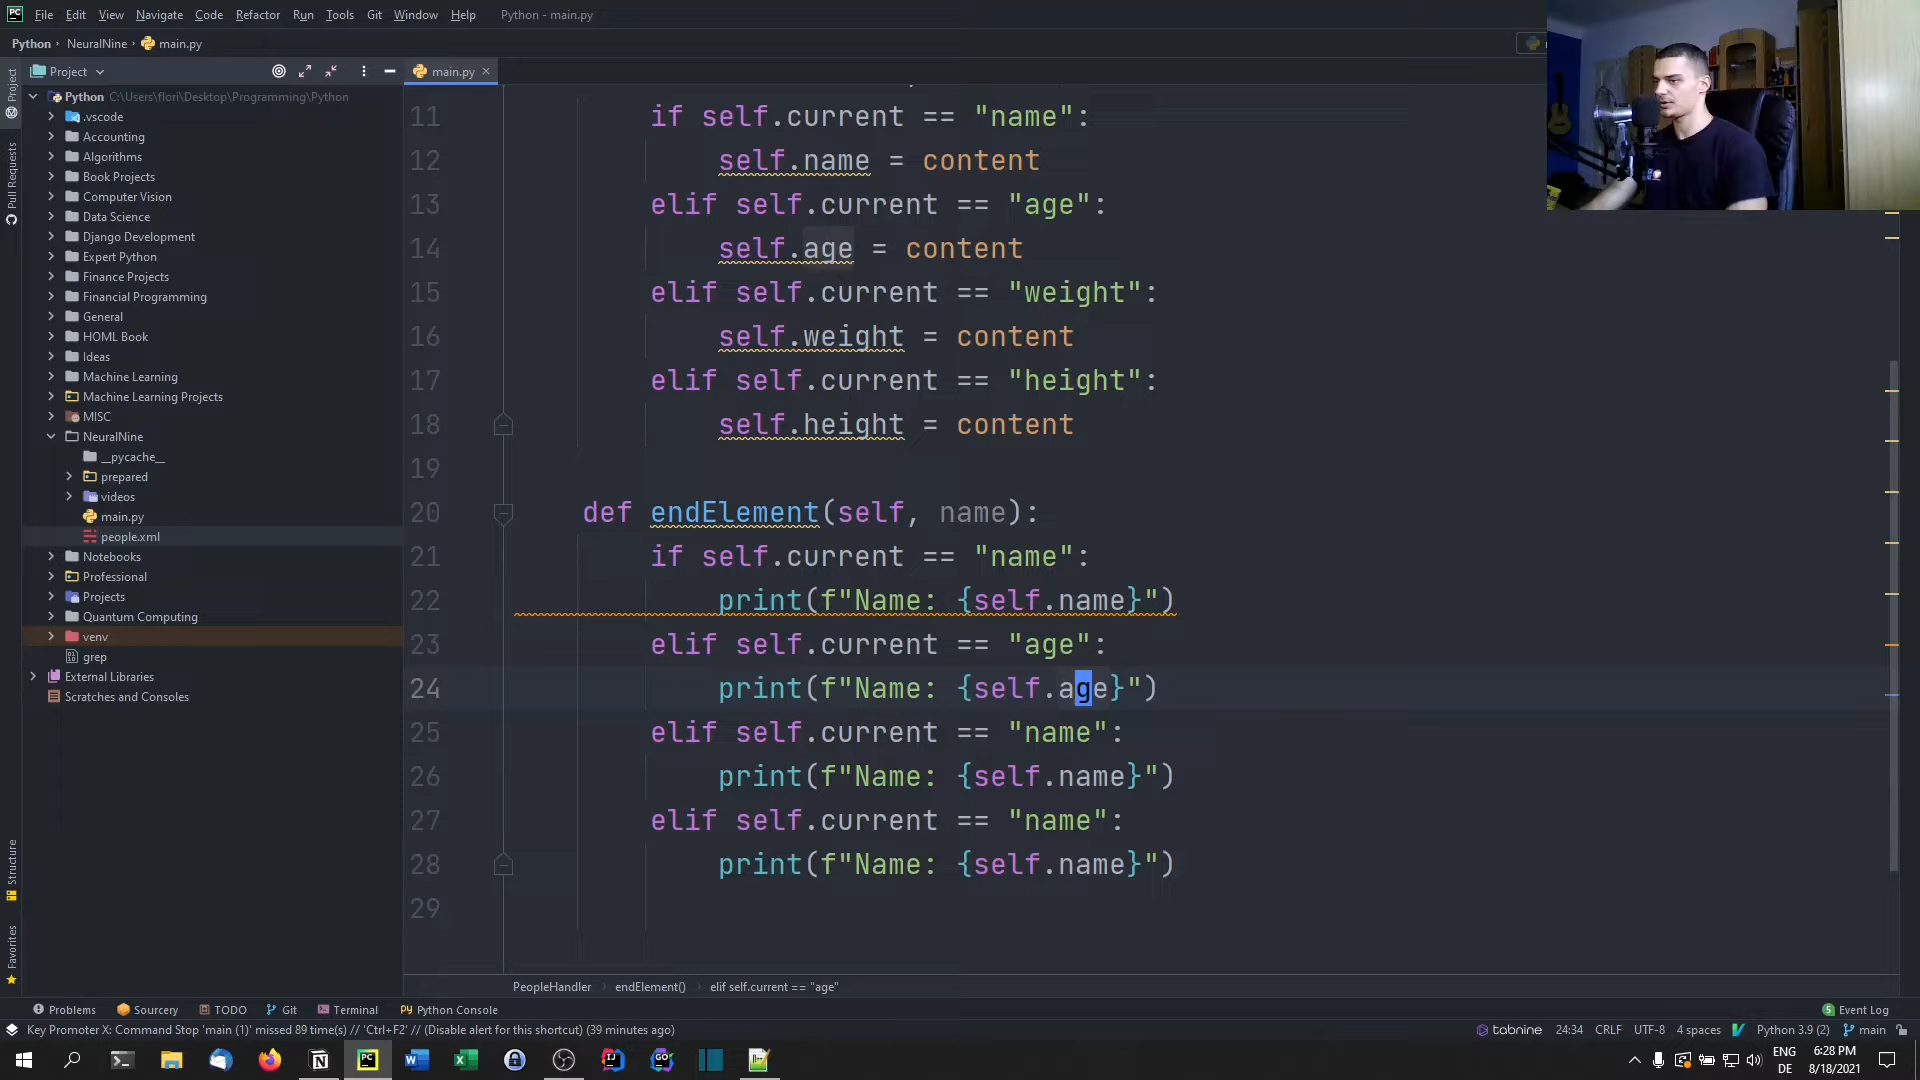 PC File Edit View Navigate Code Refactor Run Tools Git Window Help Python - main.py
Python › NeuralNine › main.py
Project
main.py
Project
Pull Requests
Structure
Favorites
Python C:\Users\flori\Desktop\Programming\Python
.vscode
Accounting
Algorithms
Book Projects
Computer Vision
Data Science
Django Development
Expert Python
Finance Projects
Financial Programming
General
HOML Book
Ideas
Machine Learning
Machine Learning Projects
MISC
NeuralNine
__pycache__
prepared
videos
main.py
people.xml
Notebooks
Professional
Projects
Quantum Computing
venv
grep
External Libraries
Scratches and Consoles
11 if self.current == "name":
12 self.name = content
13 elif self.current == "age":
14 self.age = content
15 elif self.current == "weight":
16 self.weight = content
17 elif self.current == "height":
18 self.height = content
19
20 def endElement(self, name):
21 if self.current == "name":
22 print(f"Name: {self.name}")
23 elif self.current == "age":
24 print(f"Name: {self.age}")
25 elif self.current == "name":
26 print(f"Name: {self.name}")
27 elif self.current == "name":
28 print(f"Name: {self.name}")
29
PeopleHandler › endElement() › elif self.current == "age"
Problems Sourcery TODO Git Terminal Python Console 5 Event Log
Key Promoter X: Command Stop 'main (1)' missed 89 time(s) // 'Ctrl+F2' // (Disable alert for this shortcut) (39 minutes ago) tabnine 24:34 CRLF UTF-8 4 spaces Python 3.9 (2) main
ENG 6:28 PM
DE 8/18/2021